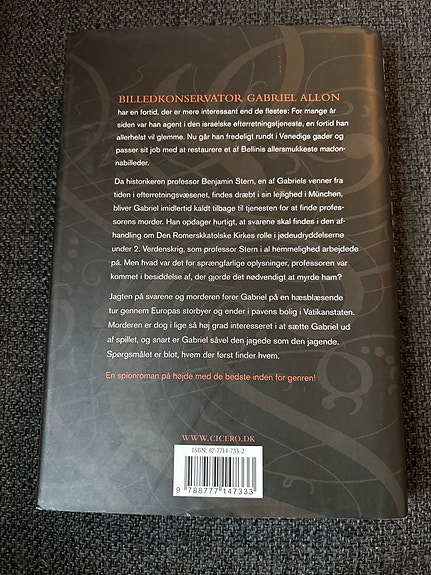 BILLEDKONSERVATOR GABRIEL ALLON
har en fortid, der er mere interessant end de flestes: For mange år
siden var han agent i den israelske efterretningstjeneste, en fortid han
allerhelst vil glemme. Nu går han fredeligt rundt i Venedigs gader og
passer sit job med at restaurere et af Bellinis allersmukkeste madon-
nabilleder.
Da historikeren professor Benjamin Stern, en af Gabriels venner fra
tiden i efterretningsvæsenet, findes dræbt i sin lejlighed i München,
bliver Gabriel imidlertid kaldt tilbage til tjenesten for at finde profes-
sorens morder. Han opdager hurtigt, at svarene skal findes i den af-
handling om Den Romerskkatolske Kirkes rolle i jødeudryddelserne
under 2. Verdenskrig, som professor Stern i al hemmelighed arbejdede
på. Men hvad var det for sprængfarlige oplysninger, professoren var
kommet i besiddelse af, der gjorde det nødvendigt at myrde ham?
Jagten på svarene og morderen fører Gabriel på en hæsblæsende
tur gennem Europas storbyer og ender i pavens bolig i Vatikanstaten.
Morderen er dog i lige så høj grad interesseret i at sætte Gabriel ud
af spillet, og snart er Gabriel såvel den jagede som den jagende.
Spørgsmålet er blot, hvem der først finder hvem.
En spionroman på højde med de bedste inden for genren!
WWW.CICERO.DK
ISBN: 87-7714-733-2
9 788777 147333